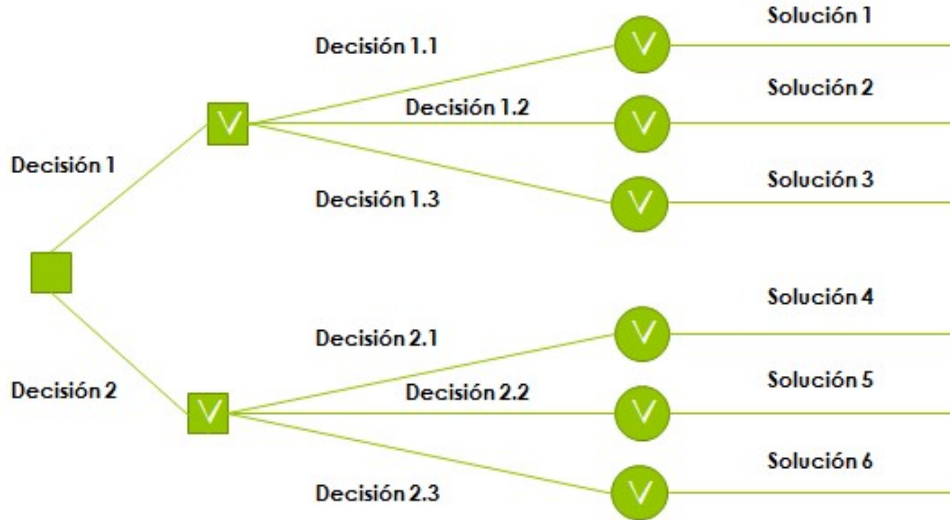 Solución 1
Decisión 1.1
V
Solución 2
Decisión 1.2
V
V
Decisión 1
Solución 3
Decisión 1.3
V
Solución 4
Decisión 2.1
V
Solución 5
Decisión 2
Decisión 2.2
V
V
Solución 6
Decisión 2.3
V